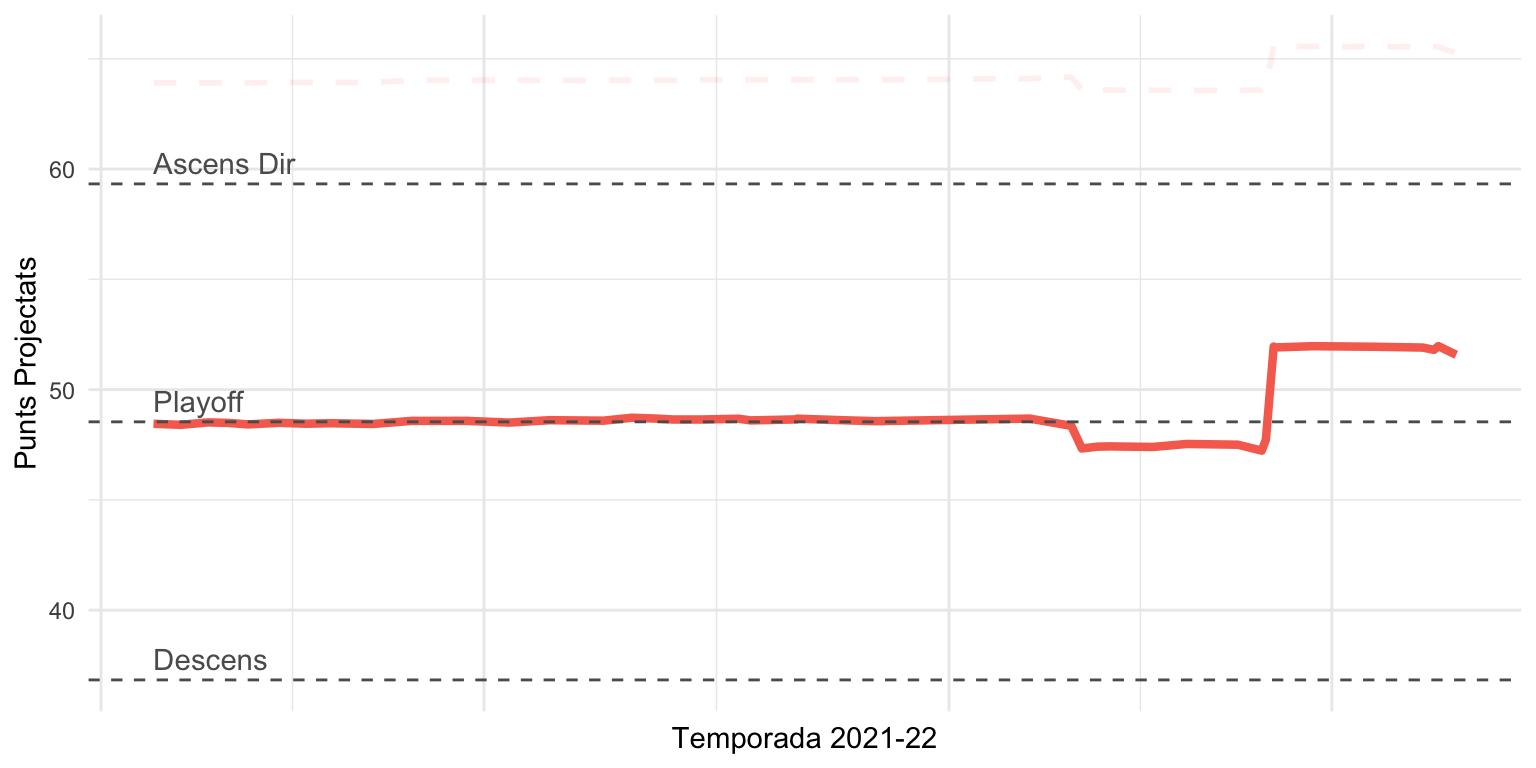 60
50
40
Punts Projectats
Ascens Dir
Playoff
Descens
Temporada 2021-22